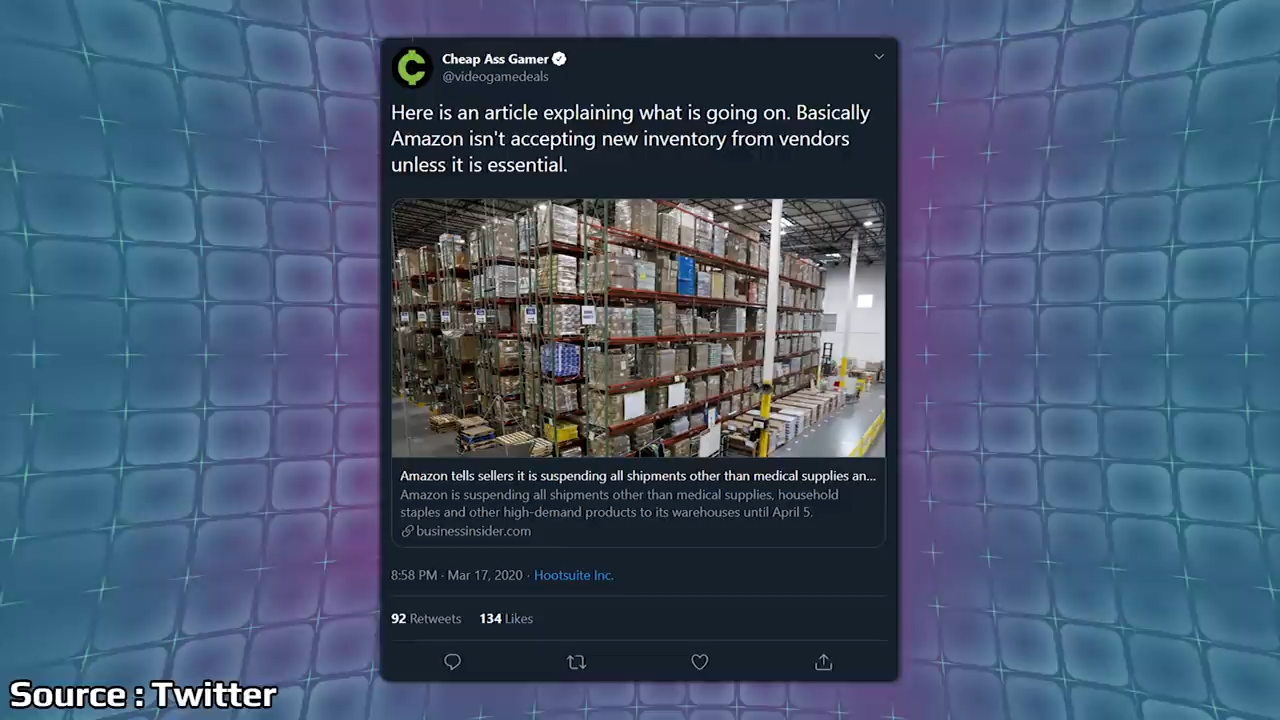 Cheap Ass Gamer
@videogamedeals
Here is an article explaining what is going on. Basically
Amazon isn't accepting new inventory from vendors
unless it is essential.
Amazon tells sellers it is suspending all shipments other than medical supplies an...
Amazon is suspending all shipments other than medical supplies, household
staples and other high-demand products to its warehouses until April 5.
businessinsider.com
8:58 PM · Mar 17, 2020 · Hootsuite Inc.
92 Retweets 134 Likes
Source : Twitter